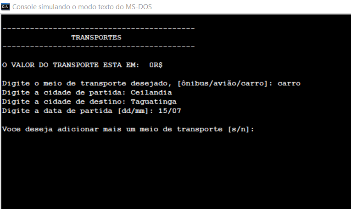 Console simulando o modo texto do MS-DOS
------------------------------------------
TRANSPORTES
------------------------------------------
O VALOR DO TRANSPORTE ESTA EM:  0R$
Digite o meio de transporte desejado, [ônibus/avião/carro]: carro
Digite a cidade de partida: Ceilandia
Digite a cidade de destino: Taguatinga
Digite a data de partida [dd/mm]: 15/07
Voce deseja adicionar mais um meio de transporte [s/n]: